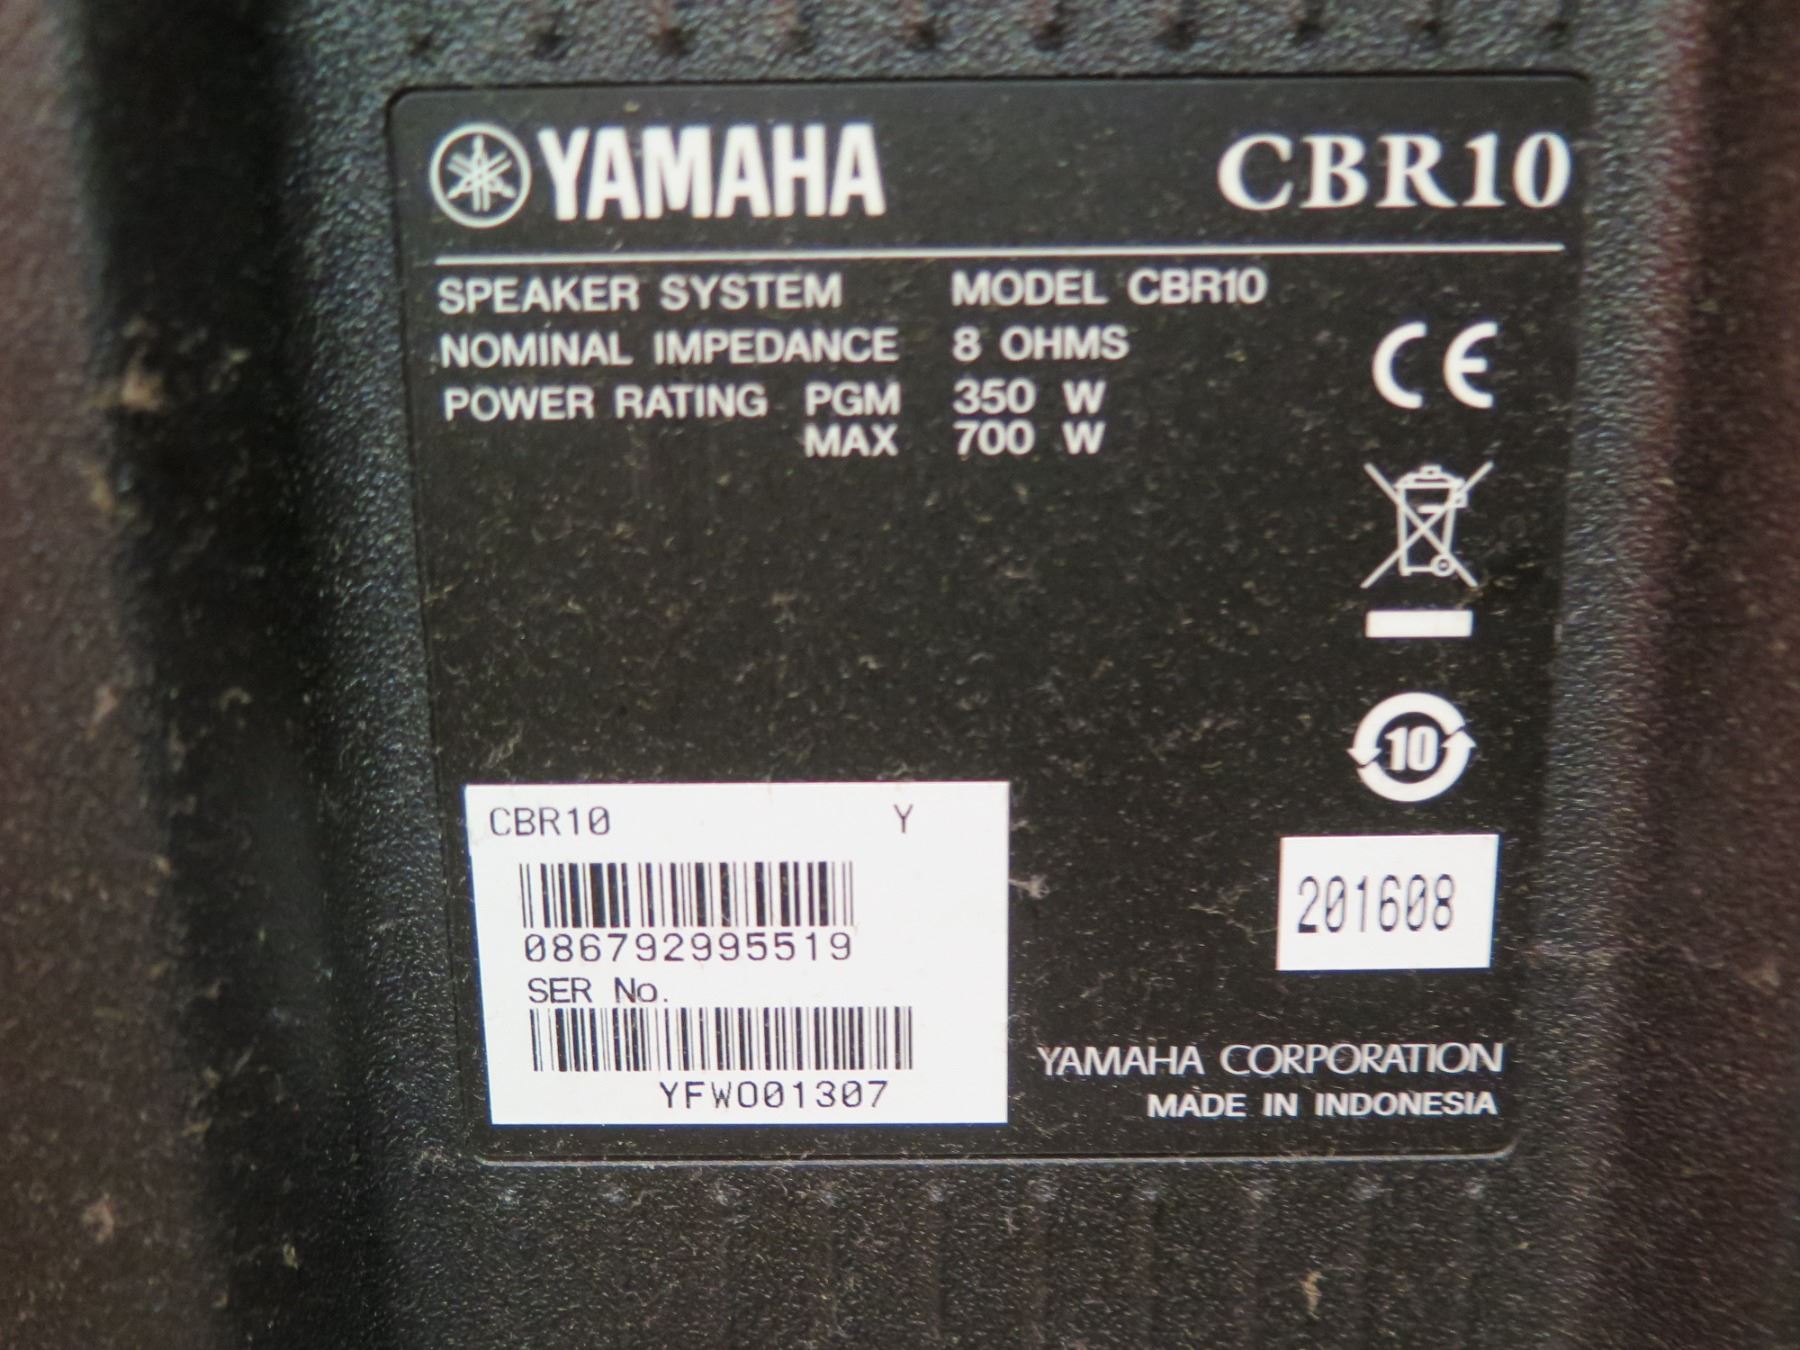 YAMAHA CBR10
SPEAKER SYSTEM MODEL CBR10
NOMINAL IMPEDANCE 8 OHMS
POWER RATING PGM 350 W
MAX 700 W
CE
10
CBR10 Y
086792995519
SER No.
YFWO01307
201608
YAMAHA CORPORATION
MADE IN INDONESIA